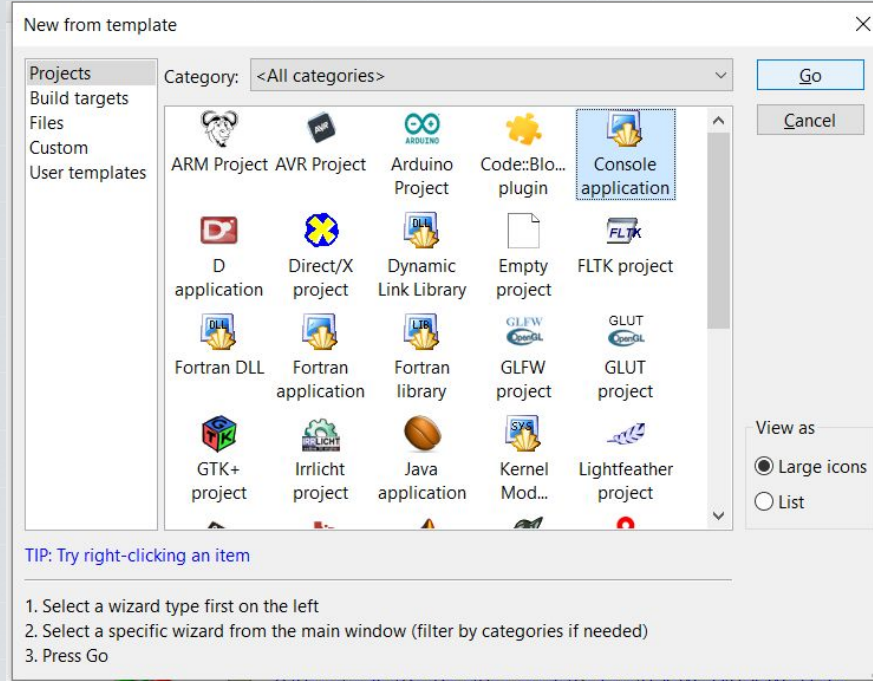 New from template
Projects
Build targets
Files
Custom
User templates
Category: <All categories>
Go
Cancel
ARM Project AVR Project Arduino Project Code::Blo... plugin Console application
D application Direct/X project Dynamic Link Library Empty project FLTK project
Fortran DLL Fortran application Fortran library GLFW project GLUT project
GTK+ project Irrlicht project Java application Kernel Mod... Lightfeather project
View as
Large icons
List
TIP: Try right-clicking an item
1. Select a wizard type first on the left
2. Select a specific wizard from the main window (filter by categories if needed)
3. Press Go